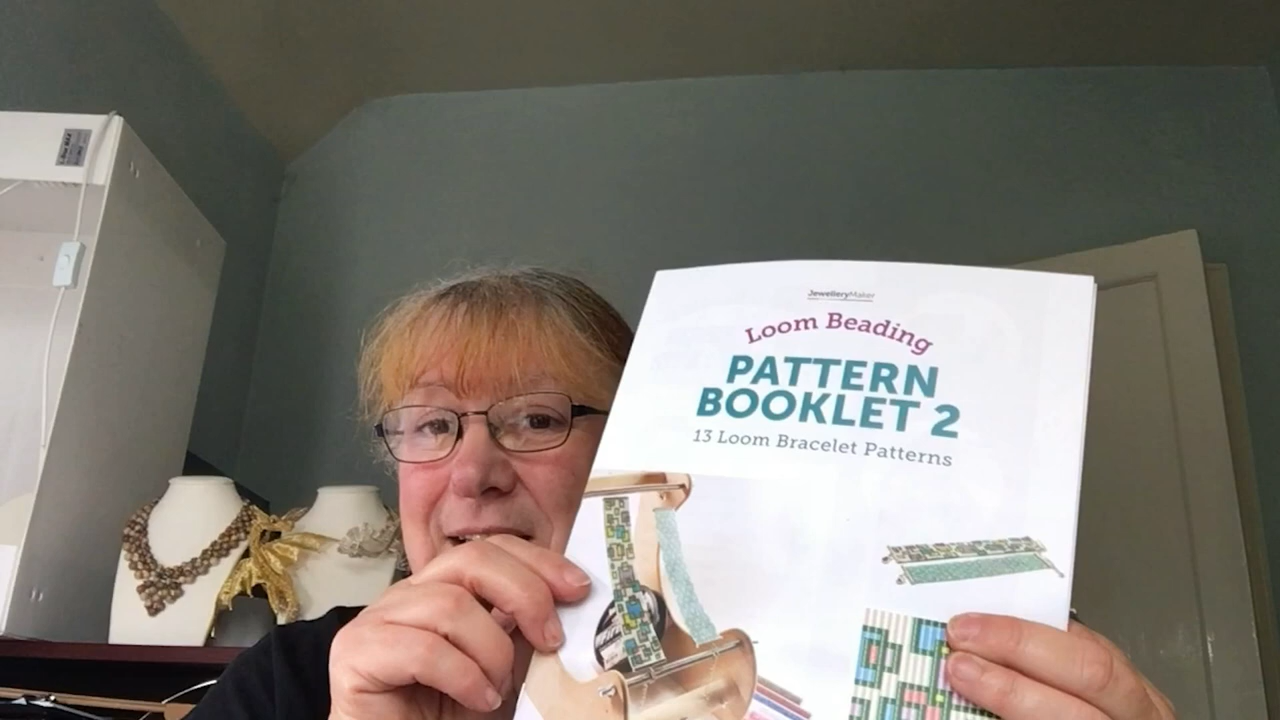 JewelleryMaker
Loom Beading
PATTERN
BOOKLET 2
13 Loom Bracelet Patterns